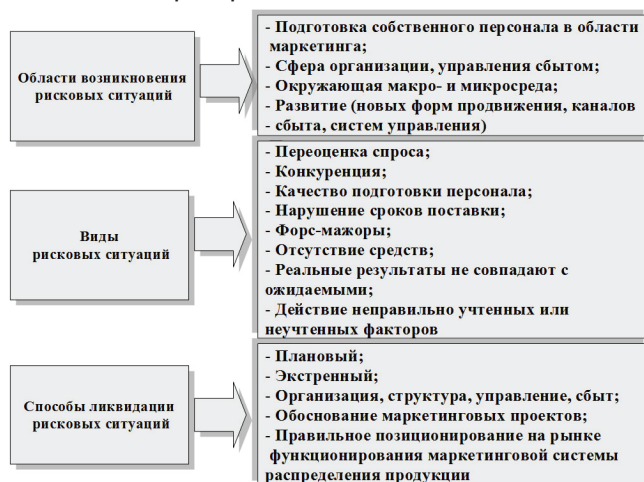 Области возникновения
рисковых ситуаций
- Подготовка собственного персонала в области
маркетинга;
- Сфера организации, управления сбытом;
- Окружающая макро- и микросреда;
- Развитие (новых форм продвижения, каналов
- сбыта, систем управления)
Виды
рисковых ситуаций
- Переоценка спроса;
- Конкуренция;
- Качество подготовки персонала;
- Нарушение сроков поставки;
- Форс-мажоры;
- Отсутствие средств;
- Реальные результаты не совпадают с
ожидаемыми;
- Действие неправильно учтенных или
неучтенных факторов
Способы ликвидации
рисковых ситуаций
- Плановый;
- Экстренный;
- Организация, структура, управление, сбыт;
- Обоснование маркетинговых проектов;
- Правильное позиционирование на рынке
функционирования маркетинговой системы
распределения продукции